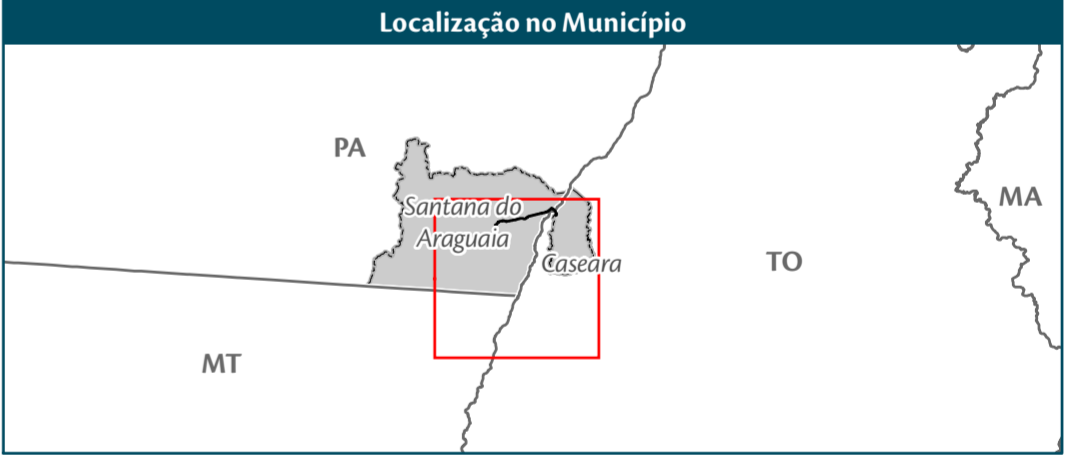 Localização no Município
PA
Santana do
Araguaia
MA
Caseara
TO
MT